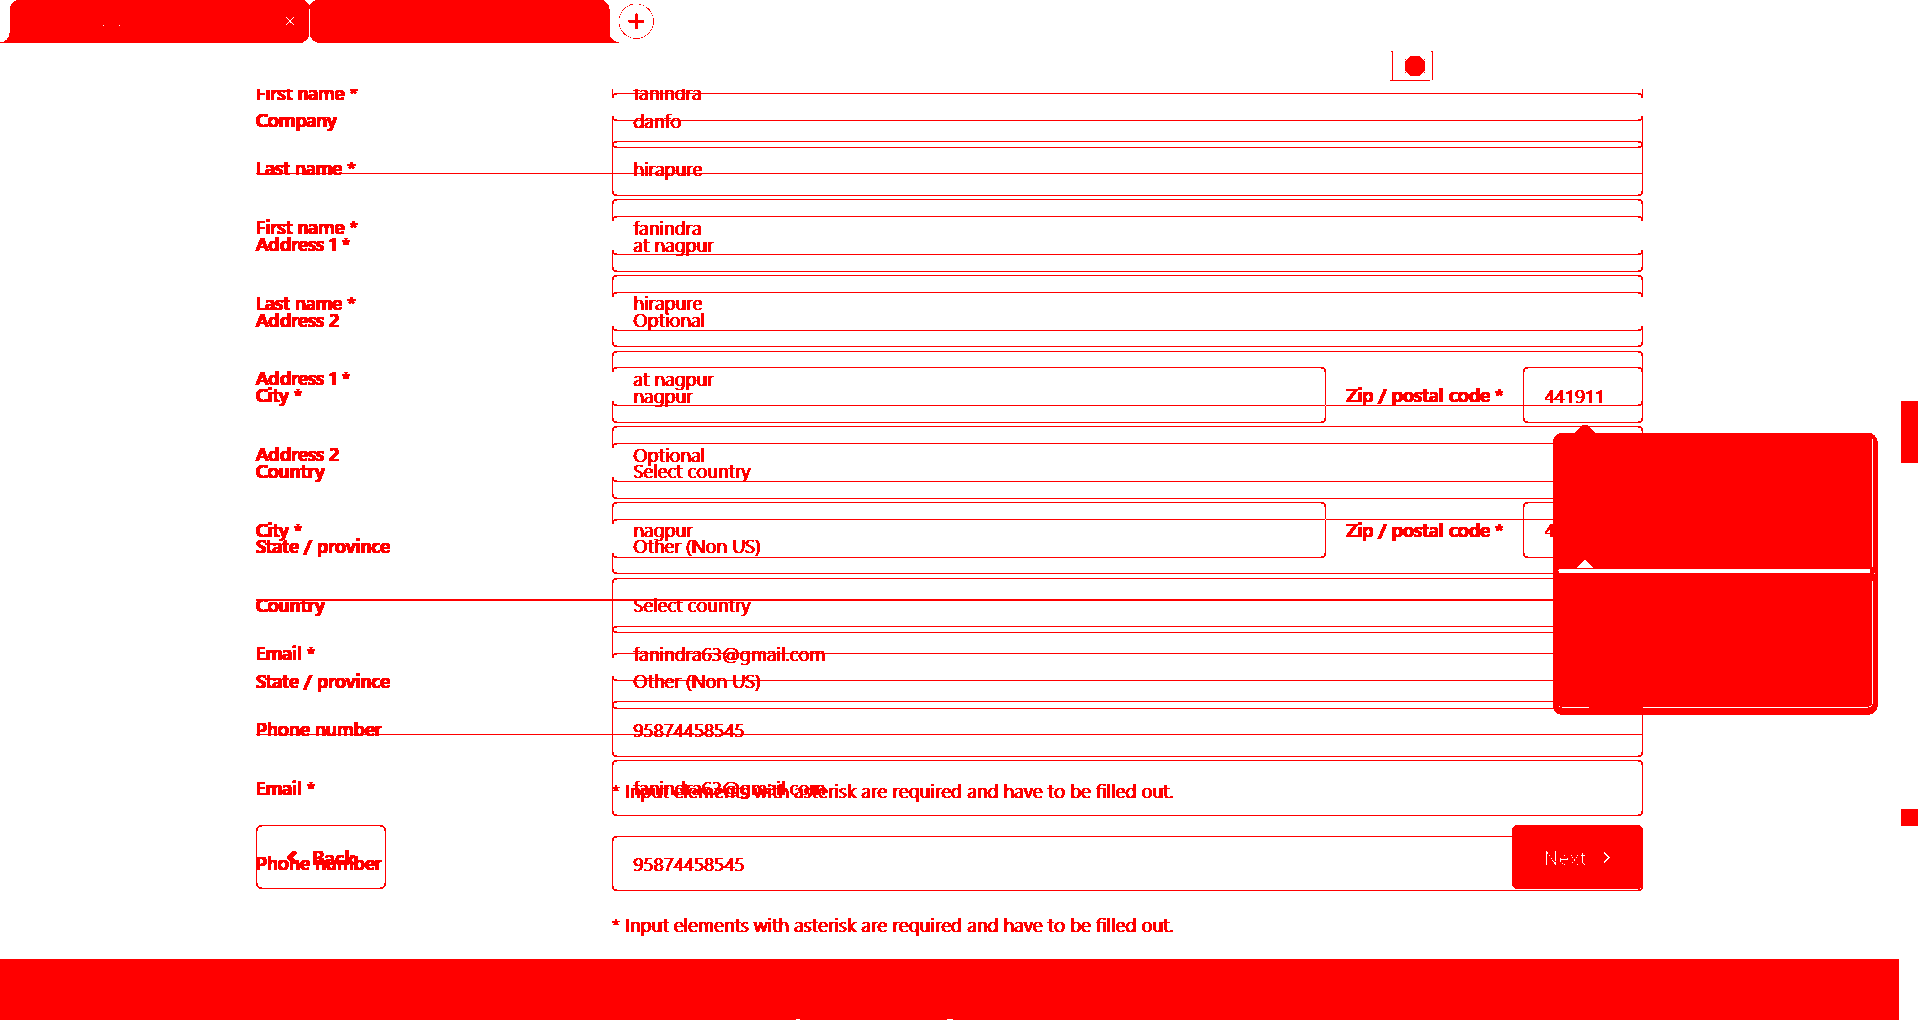 First name * fanindra
Company danfo
Last name * hirapure
First name * fanindra
Address 1 * at nagpur
Last name * hirapure
Address 2 Optional
Address 1 * at nagpur
City * nagpur Zip / postal code * 441911
Address 2 Optional
Country Select country
City * nagpur Zip / postal code * 4
State / province Other (Non US)
Country Select country
Email * fanindra63@gmail.com
State / province Other (Non US)
Phone number 95874458545
Email * fanindra63@gmail.com
* Input elements with asterisk are required and have to be filled out.
Back Next
Phone number 95874458545
* Input elements with asterisk are required and have to be filled out.